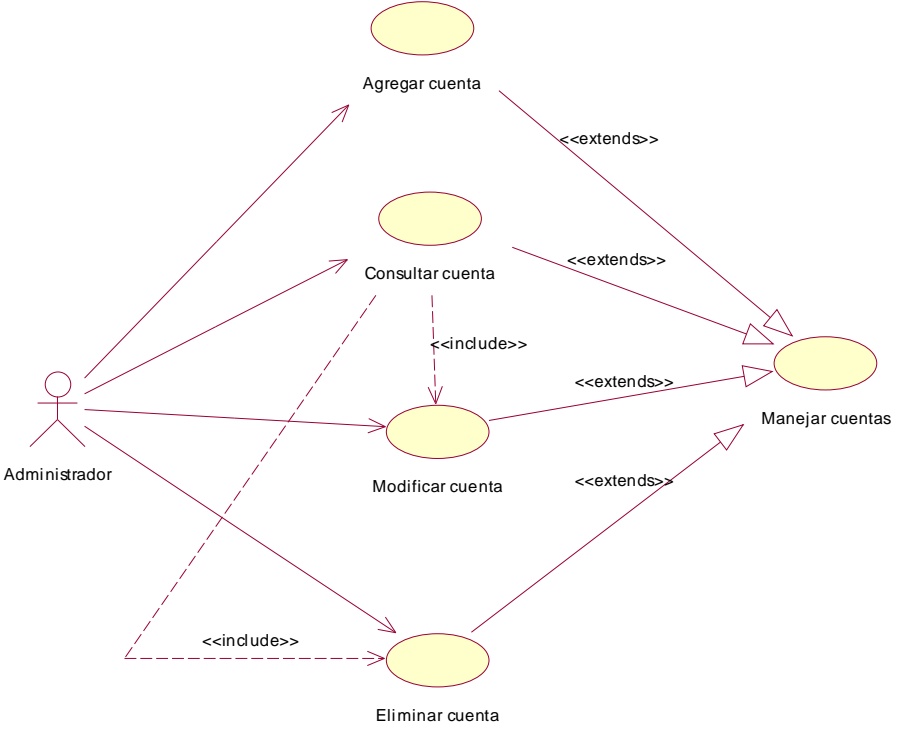 Agregar cuenta
<<extends>>
<<extends>>
Consultar cuenta
<<include>>
<<extends>>
Manejar cuentas
Administrador
Modificar cuenta
<<extends>>
<<include>>
Eliminar cuenta